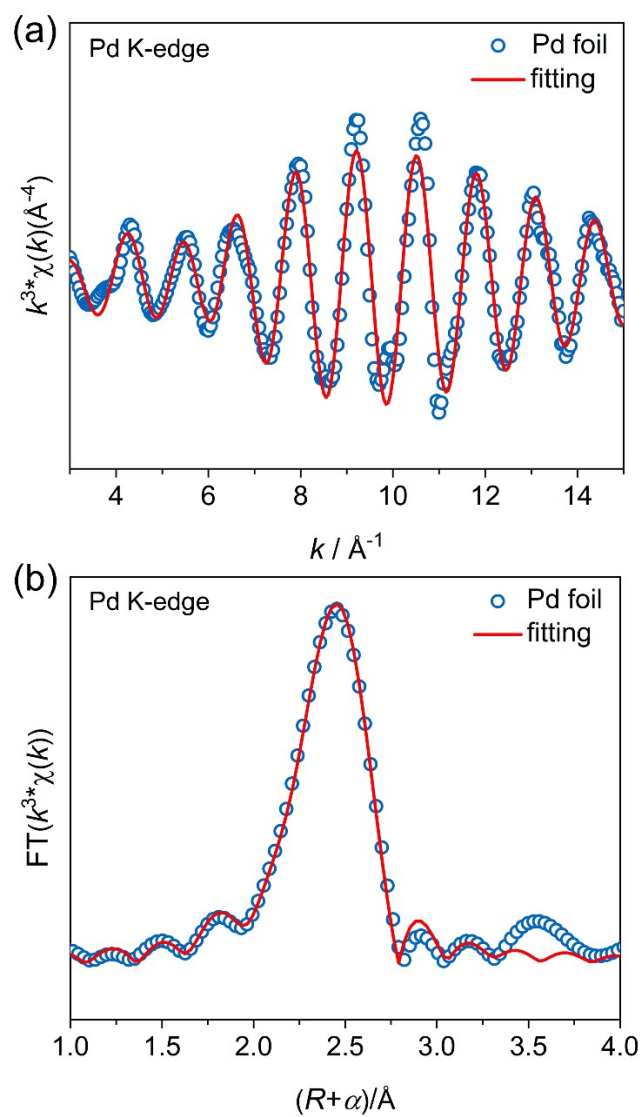 (a)
Pd K-edge
Pd foil
fitting
k³*χ(k)(Å⁻⁴)
4 6 8 10 12 14
k / Å⁻¹
(b)
Pd K-edge
Pd foil
fitting
FT(k³*χ(k))
1.0 1.5 2.0 2.5 3.0 3.5 4.0
(R+α)/Å